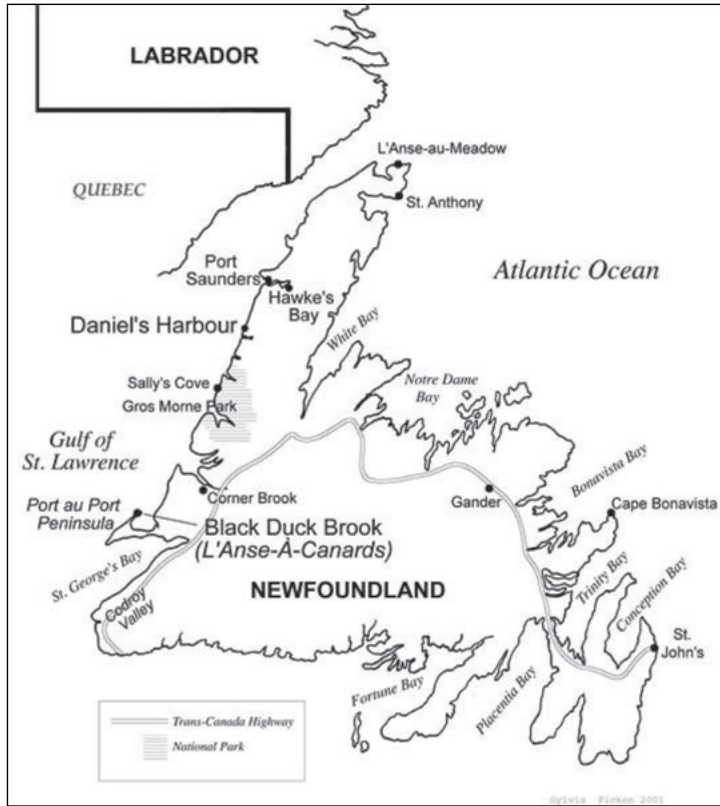 LABRADOR
L'Anse-au-Meadow
QUEBEC
St. Anthony
Port
Saunders
Hawke's
Bay
Atlantic Ocean
Daniel's Harbour
White Bay
Sally's Cove
Gros Morne Park
Notre Dame
Bay
Gulf of
St. Lawrence
Bonavista Bay
Corner Brook
Gander
Cape Bonavista
Port au Port
Peninsula
Black Duck Brook
(L'Anse-À-Canards)
St. George's Bay
Codroy
Valley
NEWFOUNDLAND
Trinity Bay
Conception Bay
St.
John's
Fortune Bay
Placentia Bay
Trans-Canada Highway
National Park
Sylvia Ficken 2001